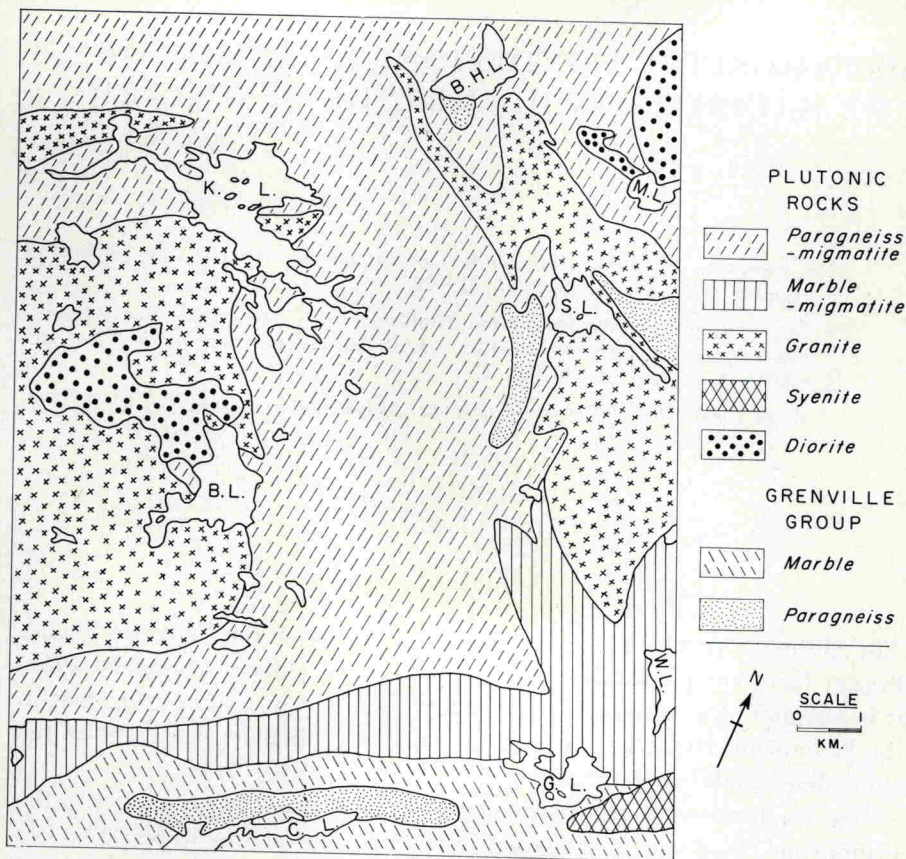 B.H.L.
M.L.
K. L.
S.L.
B.L.
W.L.
G. L.
C. L.
PLUTONIC
ROCKS
Paragneiss
-migmatite
Marble
-migmatite
Granite
Syenite
Diorite
GRENVILLE
GROUP
Marble
Paragneiss
N
SCALE
0 1
KM.